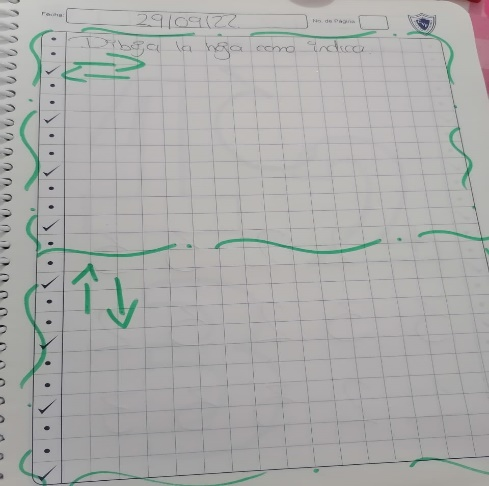 Fecha: 29/09/22 No. de Página
Dibuja la hoja como indica.